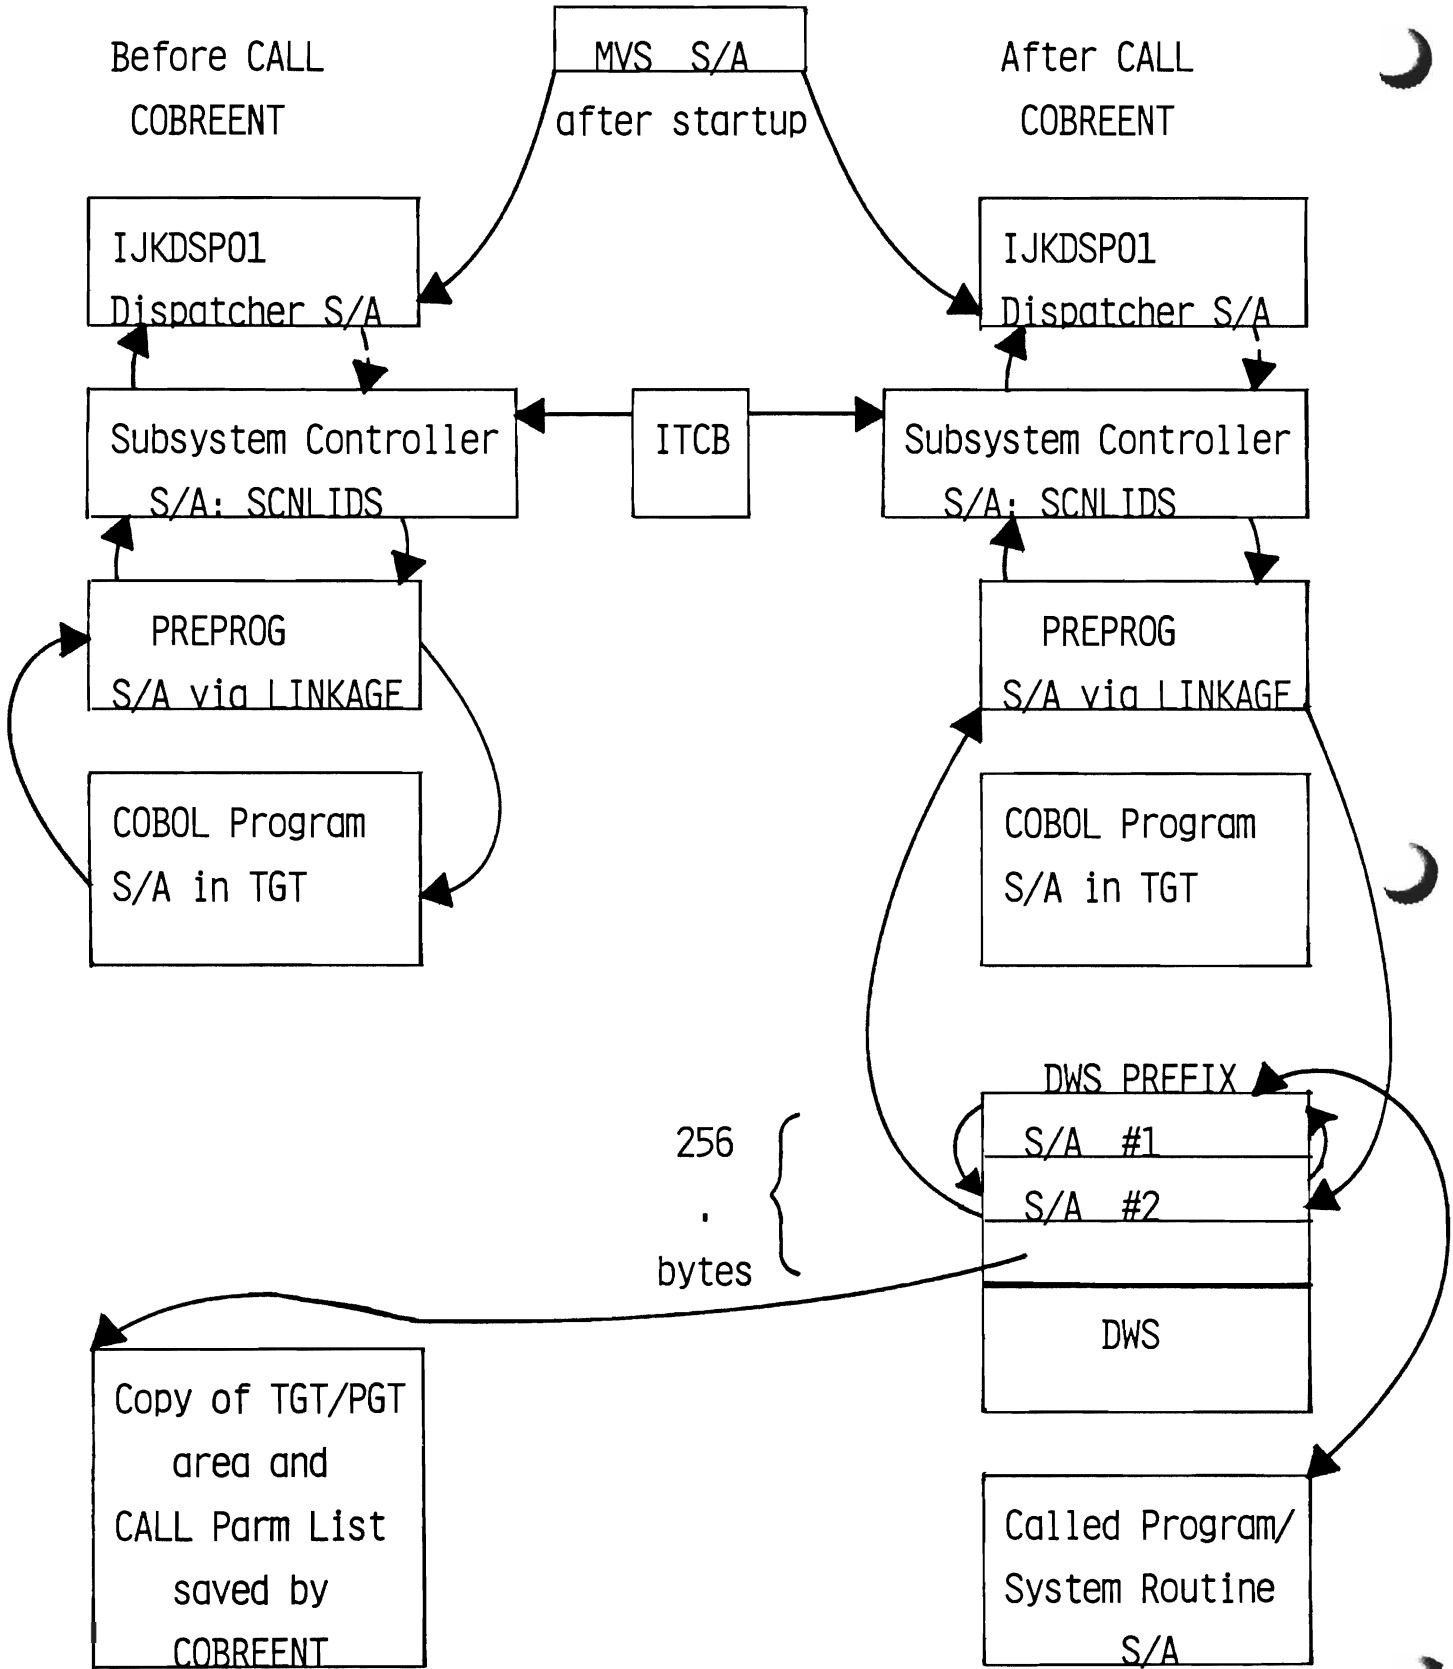 Before CALL
COBREENT
MVS S/A
after startup
After CALL
COBREENT
IJKDSP01
Dispatcher S/A
IJKDSP01
Dispatcher S/A
Subsystem Controller
S/A: SCNLIDS
ITCB
Subsystem Controller
S/A: SCNLIDS
PREPROG
S/A via LINKAGE
PREPROG
S/A via LINKAGE
COBOL Program
S/A in TGT
COBOL Program
S/A in TGT
DWS PREFIX
S/A #1
S/A #2
256
.
bytes
DWS
Copy of TGT/PGT
area and
CALL Parm List
saved by
COBREENT
Called Program/
System Routine
S/A